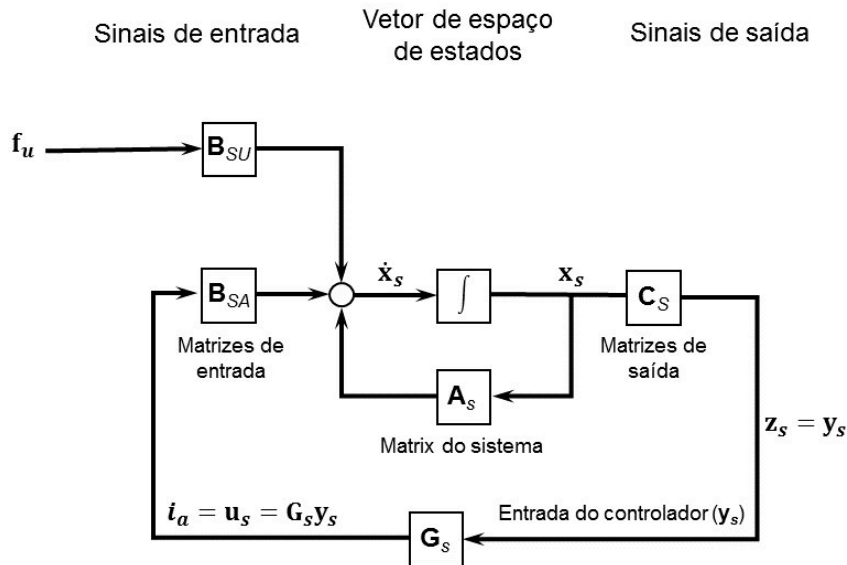 Sinais de entrada
Vetor de espaço
de estados
Sinais de saída
f_u
B_SU
B_SA
ẋ_s
∫
x_s
C_S
Matrizes de
entrada
Matrizes de
saída
A_s
Matrix do sistema
z_s = y_s
i_a = u_s = G_s y_s
Entrada do controlador (y_s)
G_s